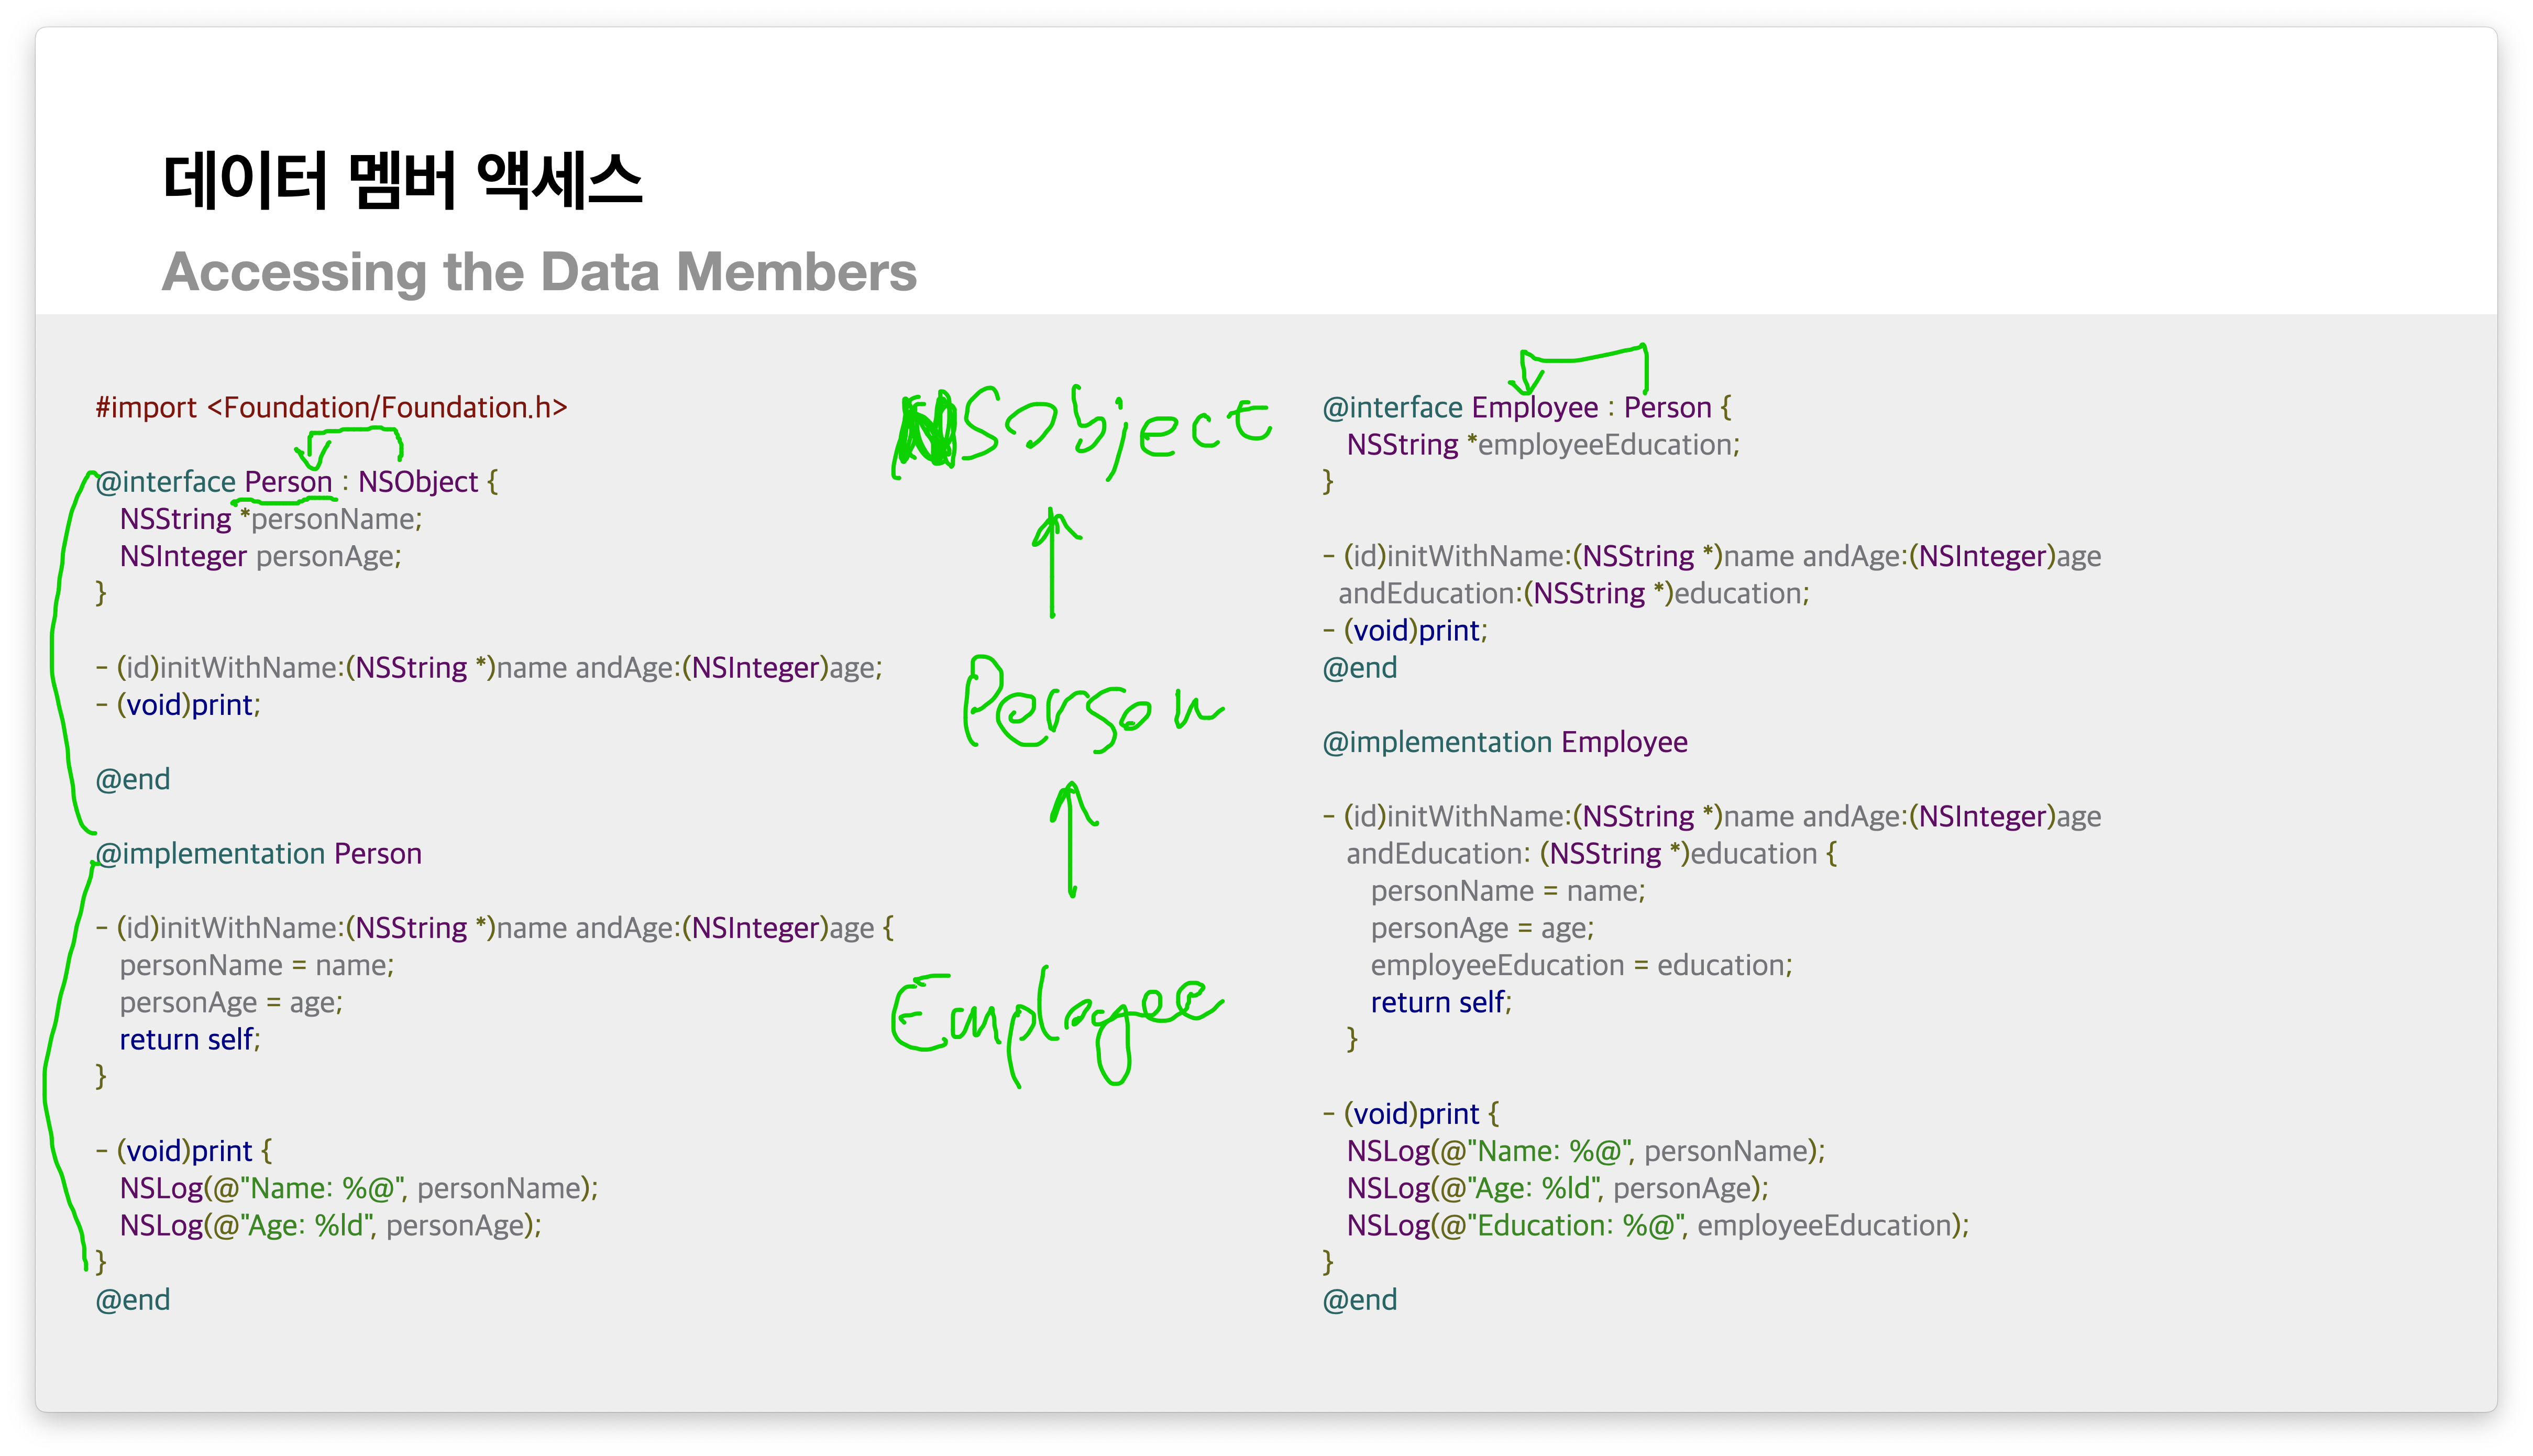 데이터 멤버 액세스
Accessing the Data Members
#import <Foundation/Foundation.h>
@interface Person : NSObject {
NSString *personName;
NSInteger personAge;
}
- (id)initWithName:(NSString *)name andAge:(NSInteger)age;
- (void)print;
@end
@implementation Person
- (id)initWithName:(NSString *)name andAge:(NSInteger)age {
personName = name;
personAge = age;
return self;
}
- (void)print {
NSLog(@"Name: %@", personName);
NSLog(@"Age: %ld", personAge);
}
@end
NSObject
Person
Employee
@interface Employee : Person {
NSString *employeeEducation;
}
- (id)initWithName:(NSString *)name andAge:(NSInteger)age
andEducation:(NSString *)education;
- (void)print;
@end
@implementation Employee
- (id)initWithName:(NSString *)name andAge:(NSInteger)age
andEducation: (NSString *)education {
personName = name;
personAge = age;
employeeEducation = education;
return self;
}
- (void)print {
NSLog(@"Name: %@", personName);
NSLog(@"Age: %ld", personAge);
NSLog(@"Education: %@", employeeEducation);
}
@end